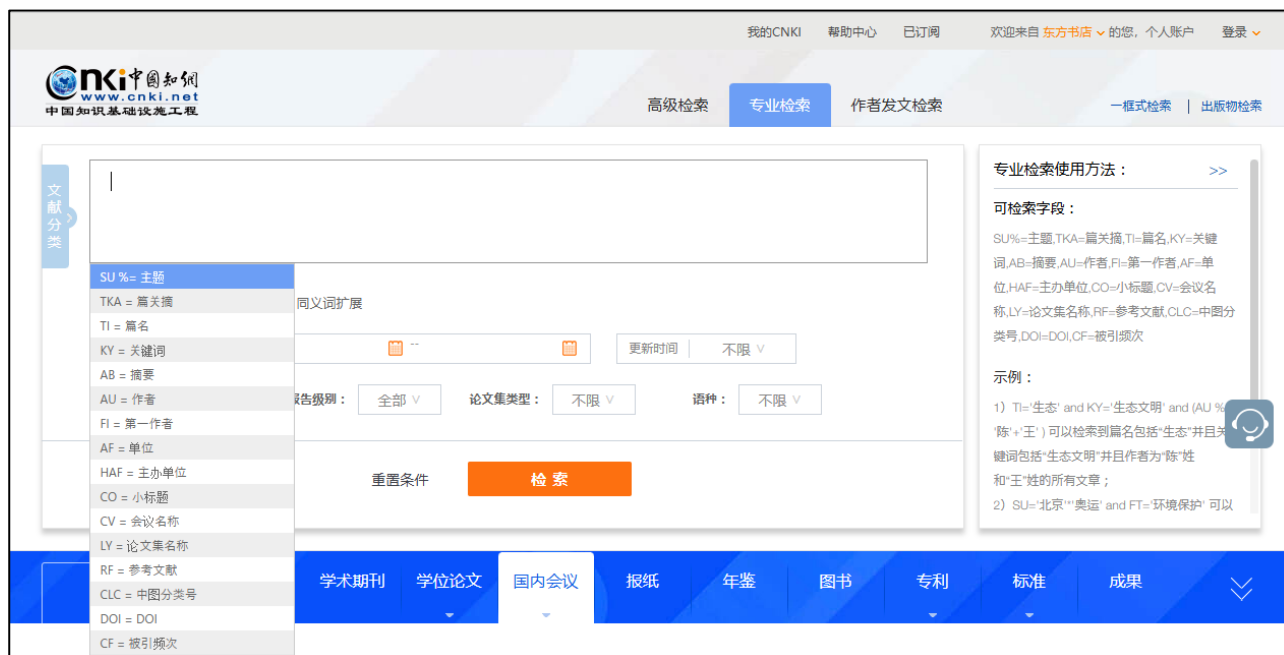 我的CNKI 帮助中心 已订阅 欢迎来自 东方书店 的您，个人账户 登录
cnki中国知网
www.cnki.net
中国知识基础设施工程
高级检索 专业检索 作者发文检索 一框式检索 | 出版物检索
文献分类
SU %= 主题
TKA = 篇关摘
TI = 篇名
KY = 关键词
AB = 摘要
AU = 作者
FI = 第一作者
AF = 单位
HAF = 主办单位
CO = 小标题
CV = 会议名称
LY = 论文集名称
RF = 参考文献
CLC = 中图分类号
DOI = DOI
CF = 被引频次
同义词扩展
-- 更新时间 不限
报告级别： 全部 论文集类型： 不限 语种： 不限
重置条件 检索
专业检索使用方法： >>
可检索字段：
SU%=主题,TKA=篇关摘,TI=篇名,KY=关键
词,AB=摘要,AU=作者,FI=第一作者,AF=单
位,HAF=主办单位,CO=小标题,CV=会议名
称,LY=论文集名称,RF=参考文献,CLC=中图分
类号,DOI=DOI,CF=被引频次
示例：
1）TI='生态' and KY='生态文明' and (AU %
'陈'+'王' ) 可以检索到篇名包括“生态”并且关
键词包括“生态文明”并且作者为“陈”姓
和“王”姓的所有文章；
2）SU='北京'*'奥运' and FT='环境保护' 可以
学术期刊 学位论文 国内会议 报纸 年鉴 图书 专利 标准 成果